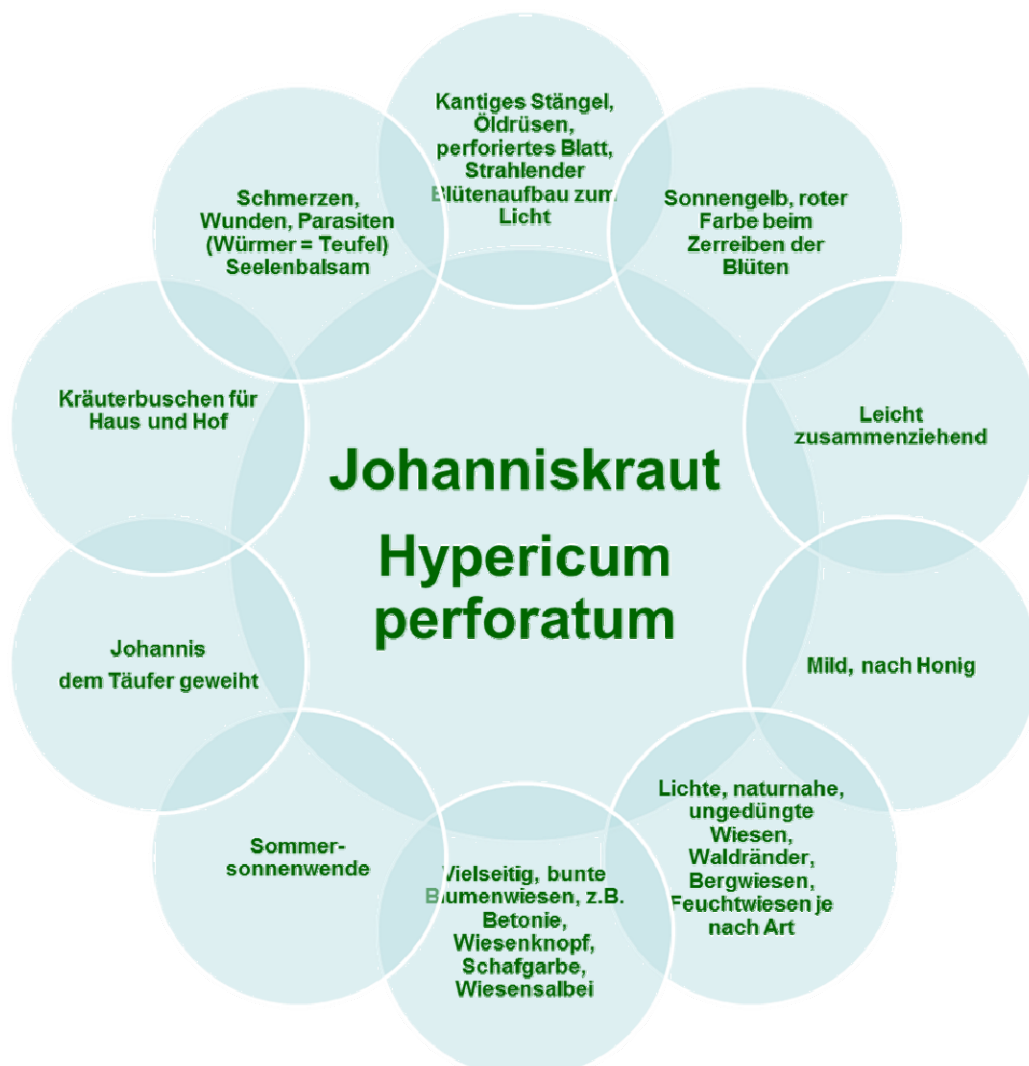 Kantiges Stängel,
Öldrüsen,
perforiertes Blatt,
Strahlender
Blütenaufbau zum
Licht
Sonnengelb, roter
Farbe beim
Zerreiben der
Blüten
Leicht
zusammenziehend
Mild, nach Honig
Lichte, naturnahe,
ungedüngte
Wiesen,
Waldränder,
Bergwiesen,
Feuchtwiesen je
nach Art
Vielseitig, bunte
Blumenwiesen, z.B.
Betonie,
Wiesenknopf,
Schafgarbe,
Wiesensalbei
Sommer-
sonnenwende
Johannis
dem Täufer geweiht
Kräuterbuschen für
Haus und Hof
Schmerzen,
Wunden, Parasiten
(Würmer = Teufel)
Seelenbalsam
Johanniskraut
Hypericum
perforatum